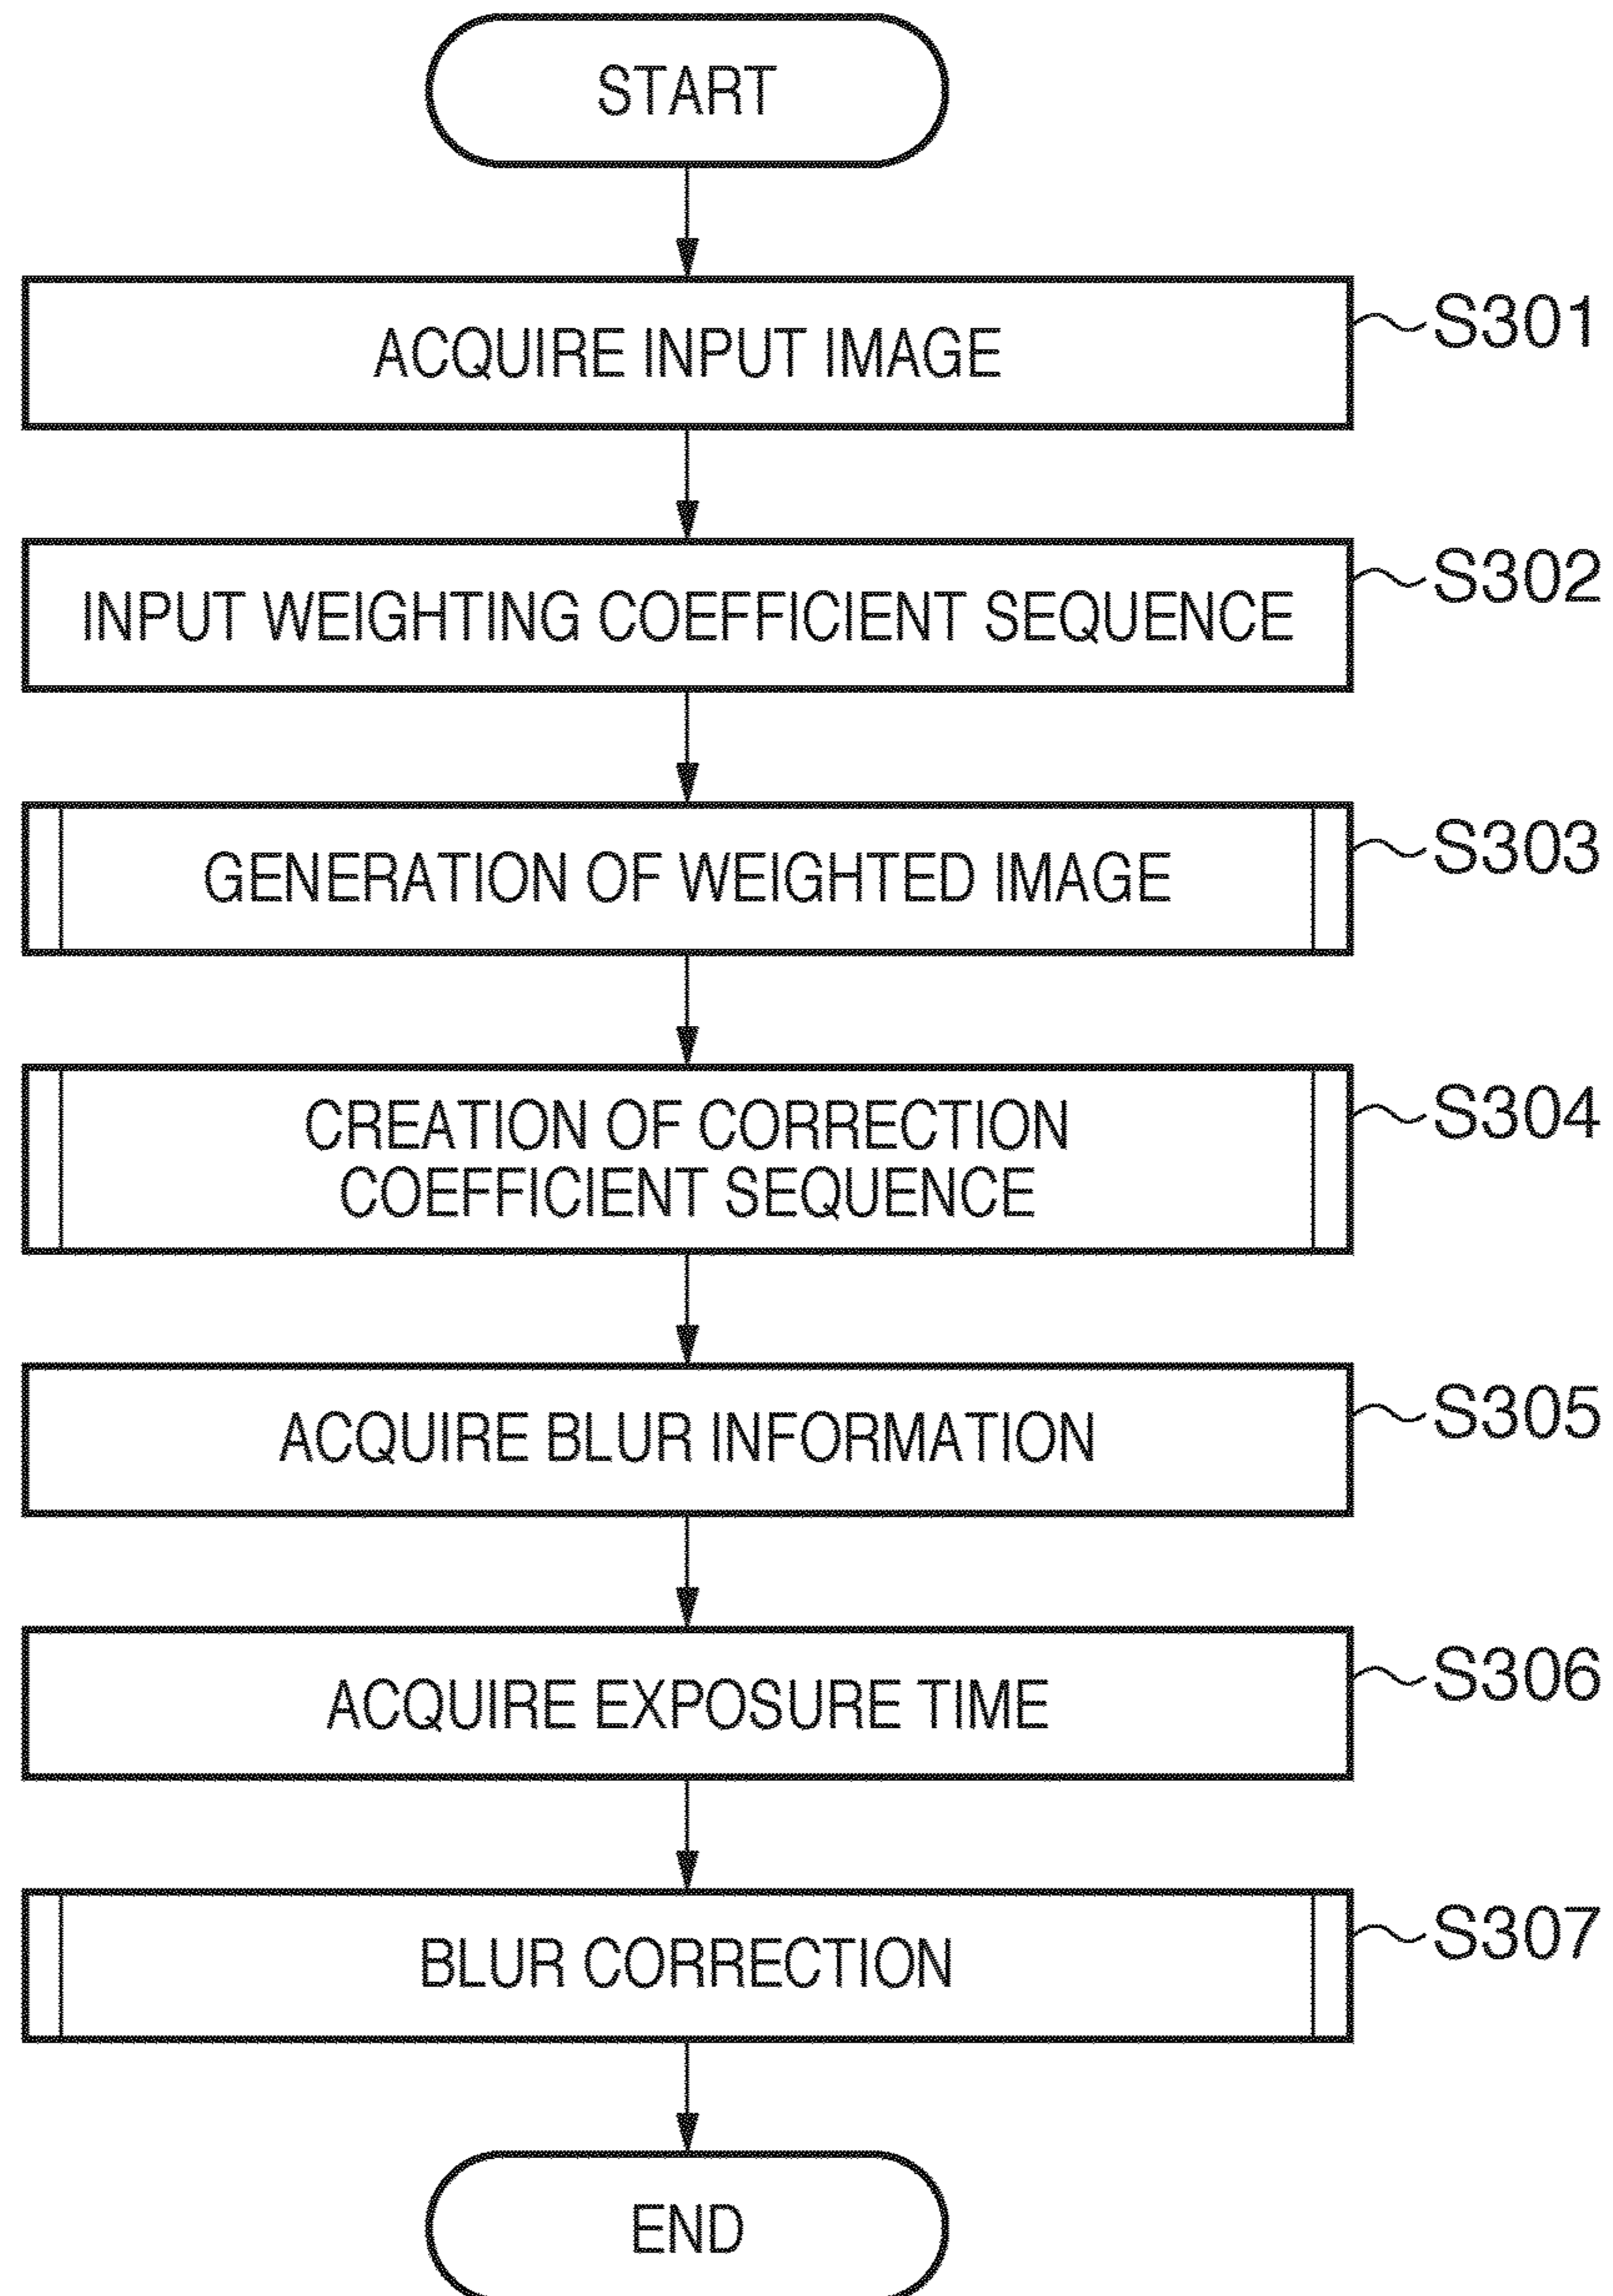 START
ACQUIRE INPUT IMAGE
S301
INPUT WEIGHTING COEFFICIENT SEQUENCE
S302
GENERATION OF WEIGHTED IMAGE
S303
CREATION OF CORRECTION
COEFFICIENT SEQUENCE
S304
ACQUIRE BLUR INFORMATION
S305
ACQUIRE EXPOSURE TIME
S306
BLUR CORRECTION
S307
END